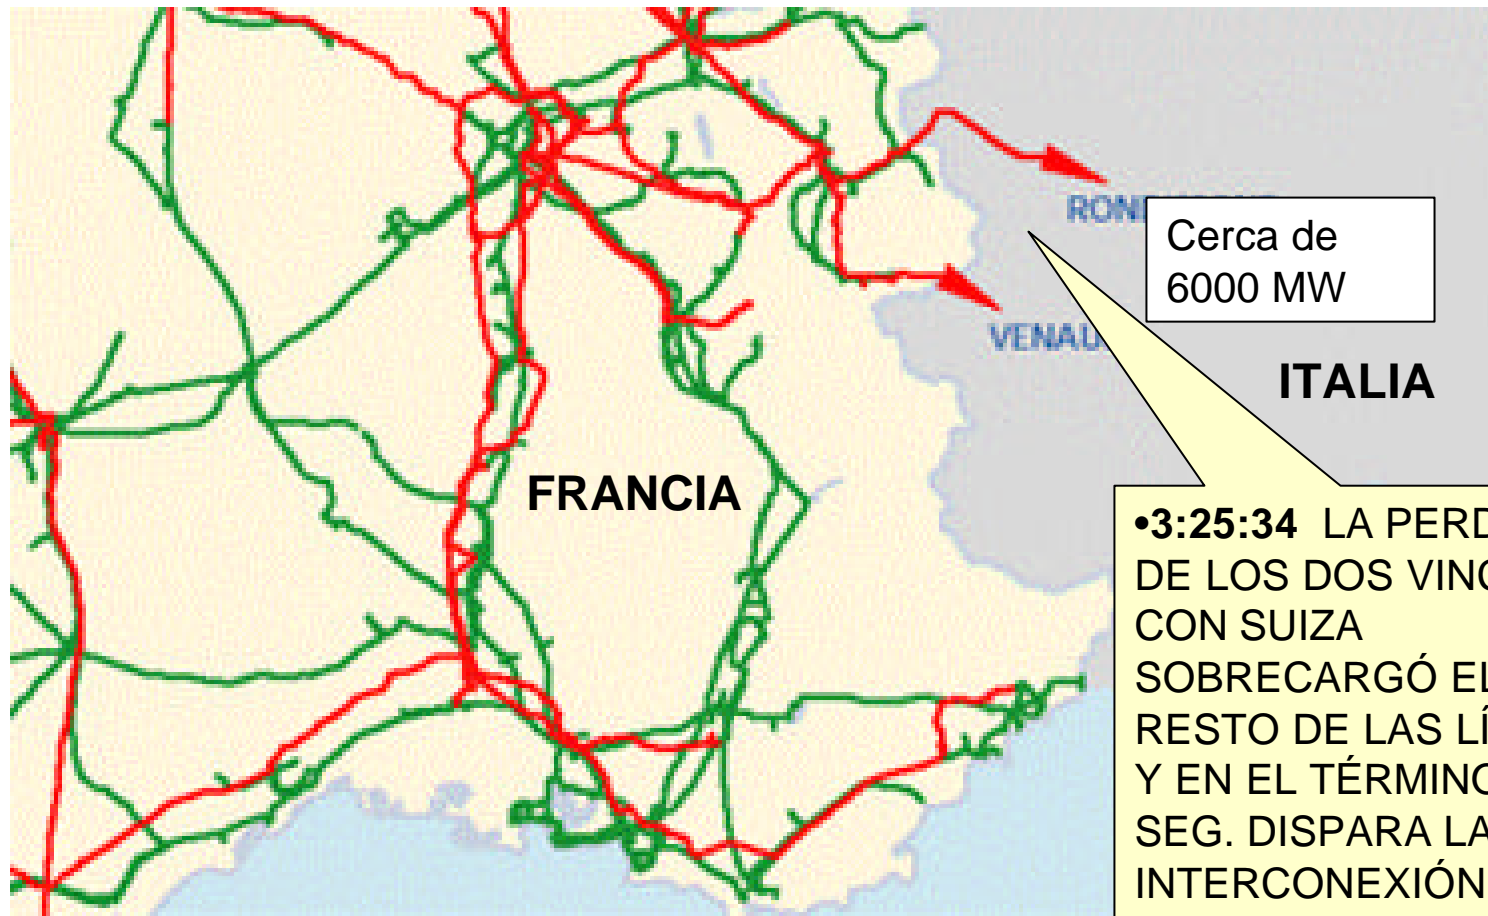 Cerca de
6000 MW
ITALIA
FRANCIA
•3:25:34 LA PERD
DE LOS DOS VINC
CON SUIZA
SOBRECARGÓ EL
RESTO DE LAS LÍ
Y EN EL TÉRMINO
SEG. DISPARA LA
INTERCONEXIÓN
VENAU